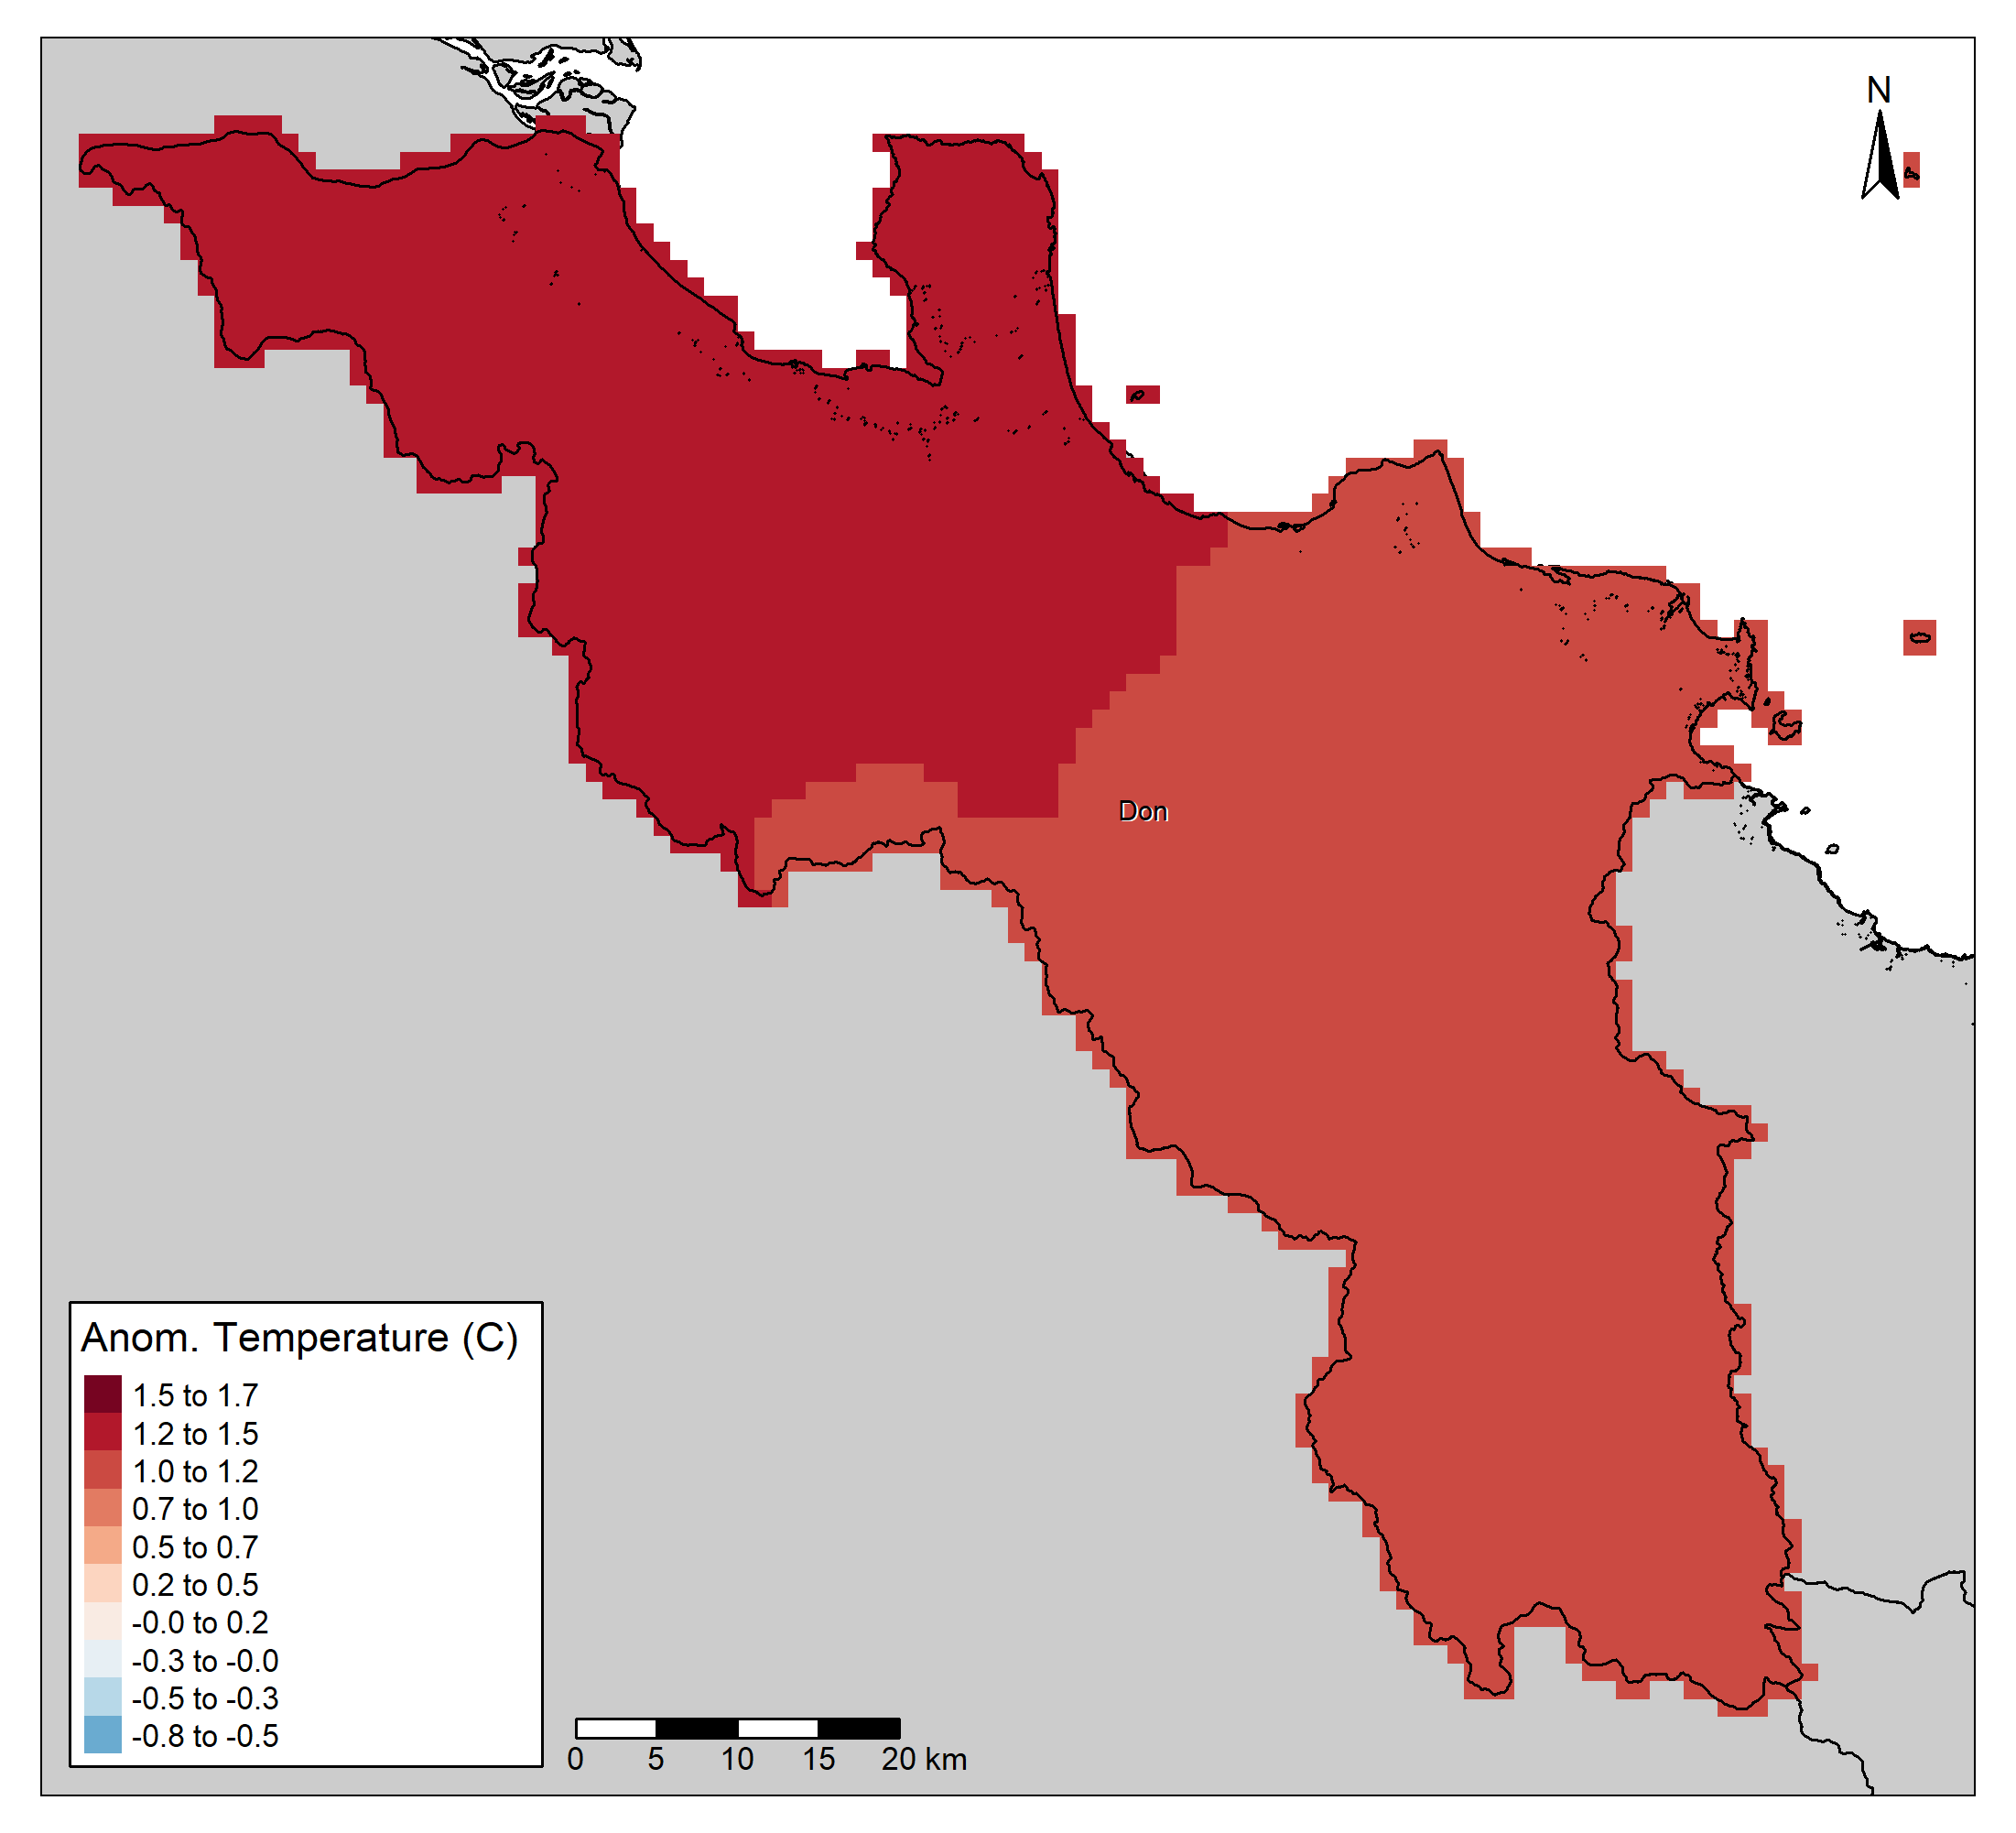 N
Don
Anom. Temperature (C)
1.5 to 1.7
1.2 to 1.5
1.0 to 1.2
0.7 to 1.0
0.5 to 0.7
0.2 to 0.5
-0.0 to 0.2
-0.3 to -0.0
-0.5 to -0.3
-0.8 to -0.5
0 5 10 15 20 km